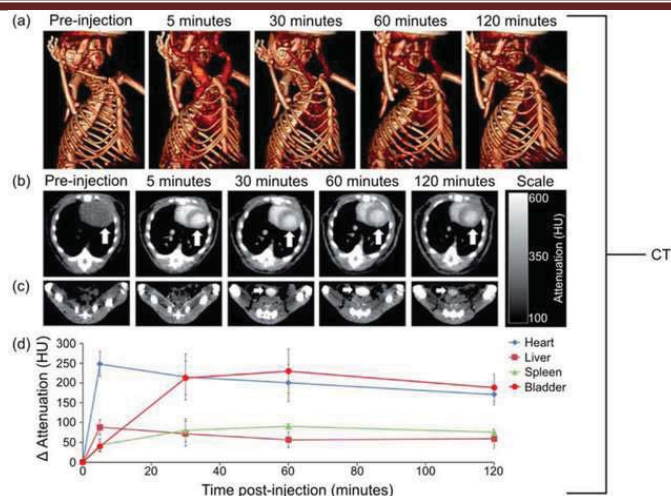 (a) Pre-injection 5 minutes 30 minutes 60 minutes 120 minutes
(b) Pre-injection 5 minutes 30 minutes 60 minutes 120 minutes Scale
600
350
100
Attenuation (HU)
CT
(c)
(d)
300
250
200
150
100
50
0
Δ Attenuation (HU)
Heart
Liver
Spleen
Bladder
0 20 40 60 80 100 120
Time post-injection (minutes)